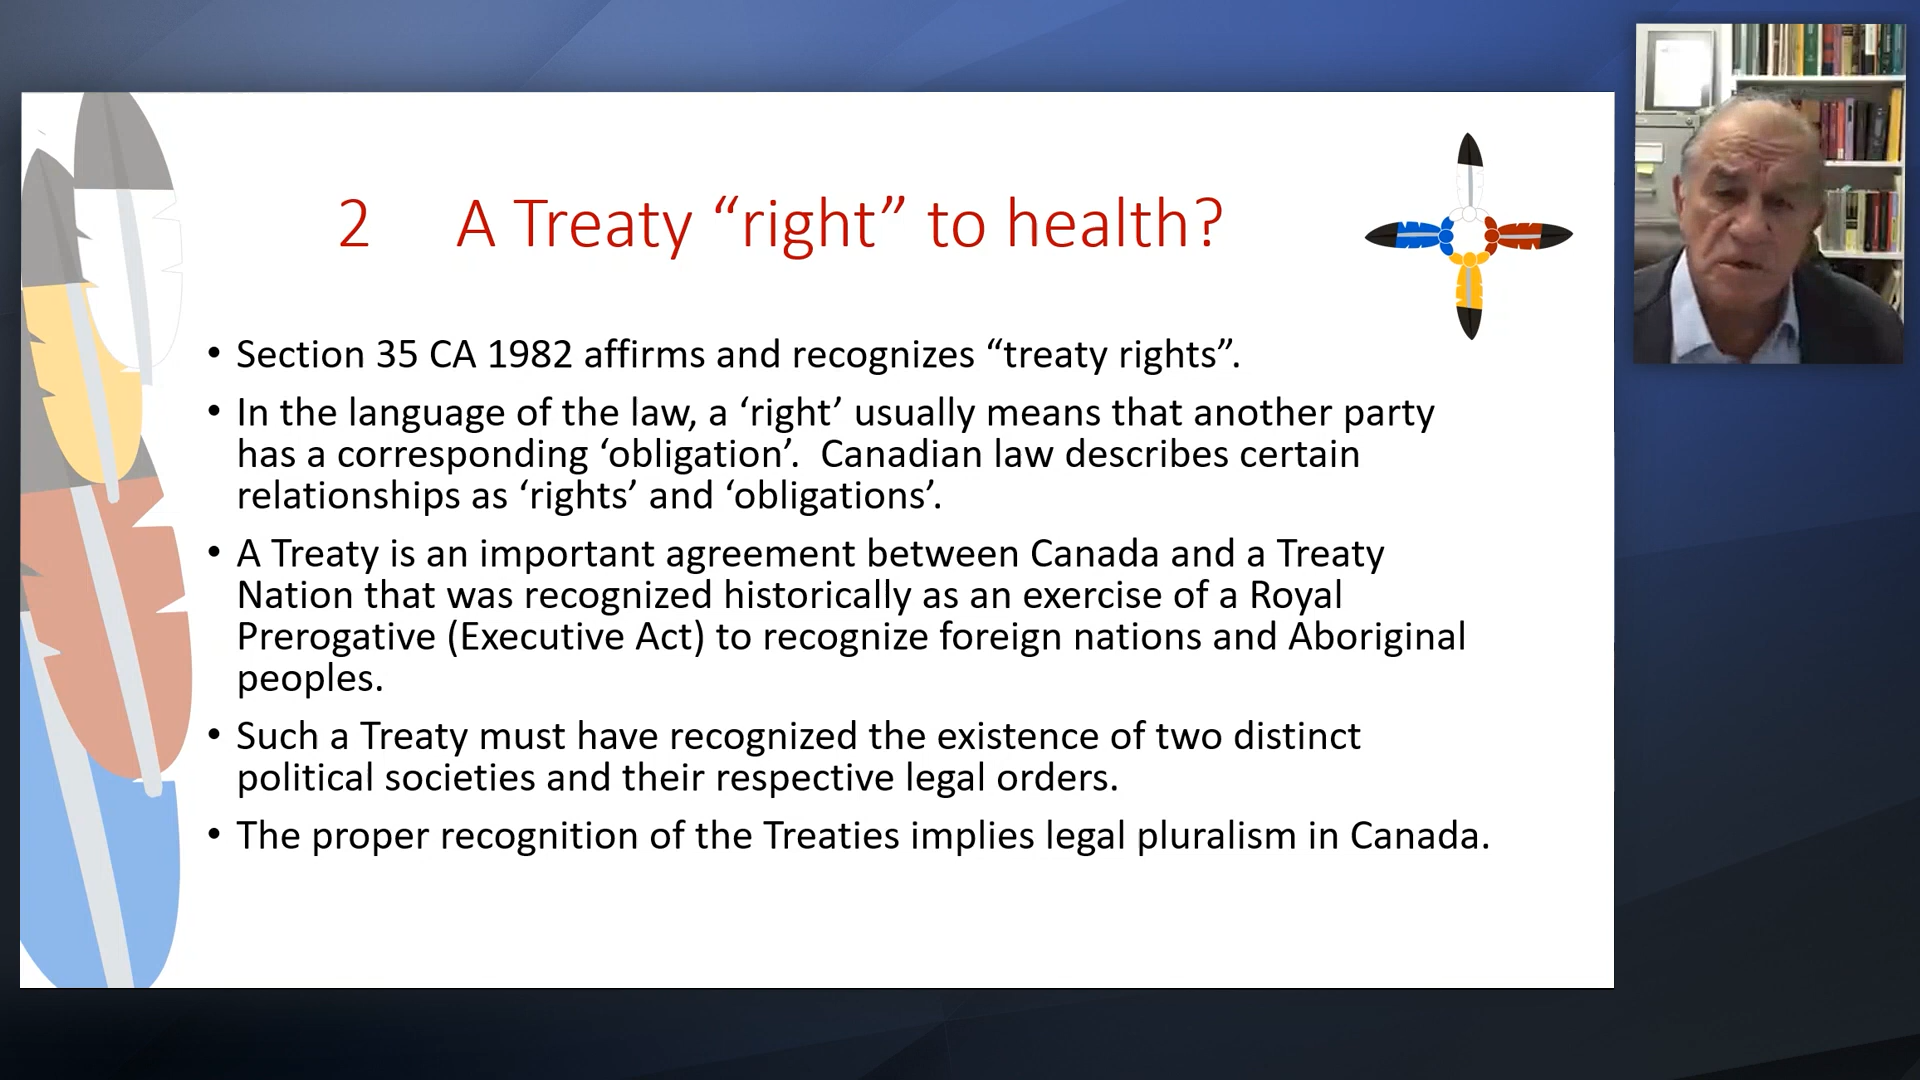 2 A Treaty “right” to health?
• Section 35 CA 1982 affirms and recognizes “treaty rights”.
• In the language of the law, a ‘right’ usually means that another party
has a corresponding ‘obligation’.  Canadian law describes certain
relationships as ‘rights’ and ‘obligations’.
• A Treaty is an important agreement between Canada and a Treaty
Nation that was recognized historically as an exercise of a Royal
Prerogative (Executive Act) to recognize foreign nations and Aboriginal
peoples.
• Such a Treaty must have recognized the existence of two distinct
political societies and their respective legal orders.
• The proper recognition of the Treaties implies legal pluralism in Canada.